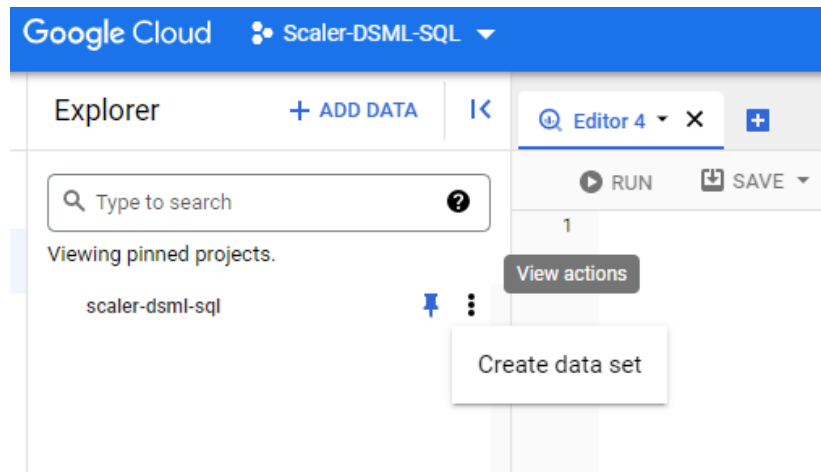 Google Cloud Scaler-DSML-SQL
Explorer + ADD DATA
Editor 4
Type to search
RUN SAVE
1
Viewing pinned projects.
View actions
scaler-dsml-sql
Create data set